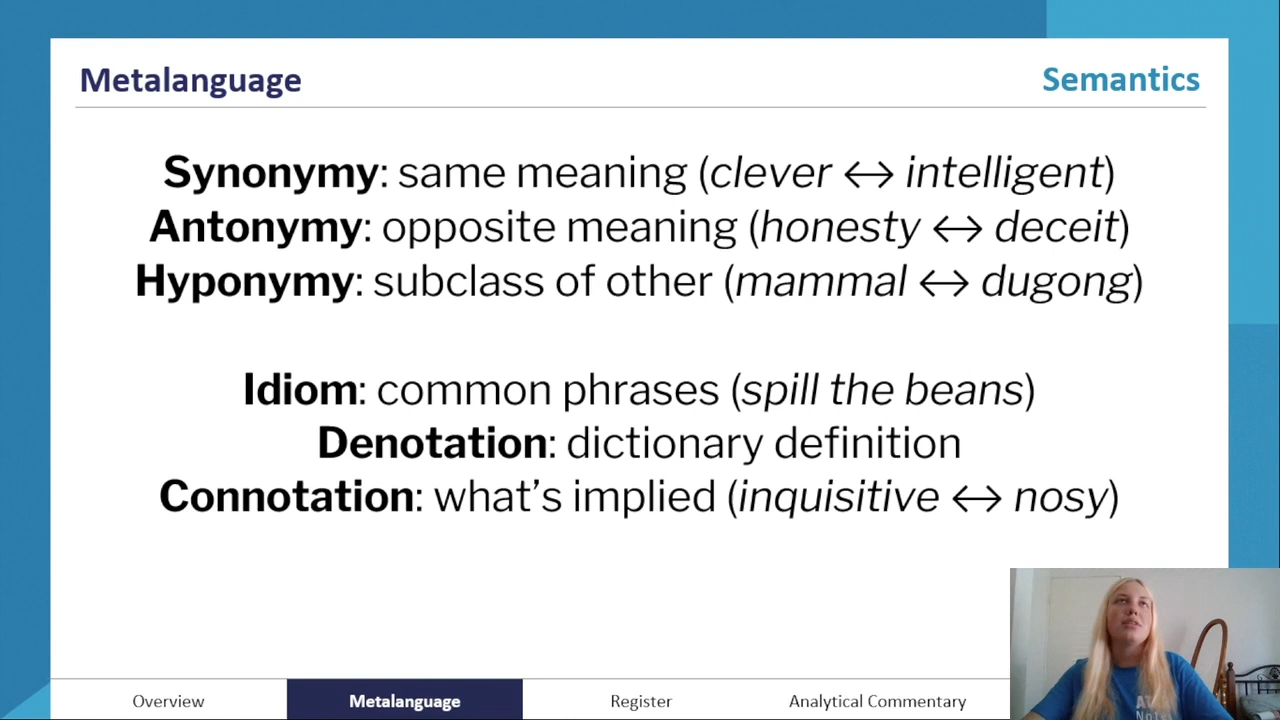 Metalanguage
Semantics
Synonymy: same meaning (clever ↔ intelligent)
Antonymy: opposite meaning (honesty ↔ deceit)
Hyponymy: subclass of other (mammal ↔ dugong)
Idiom: common phrases (spill the beans)
Denotation: dictionary definition
Connotation: what's implied (inquisitive ↔ nosy)
Overview
Metalanguage
Register
Analytical Commentary